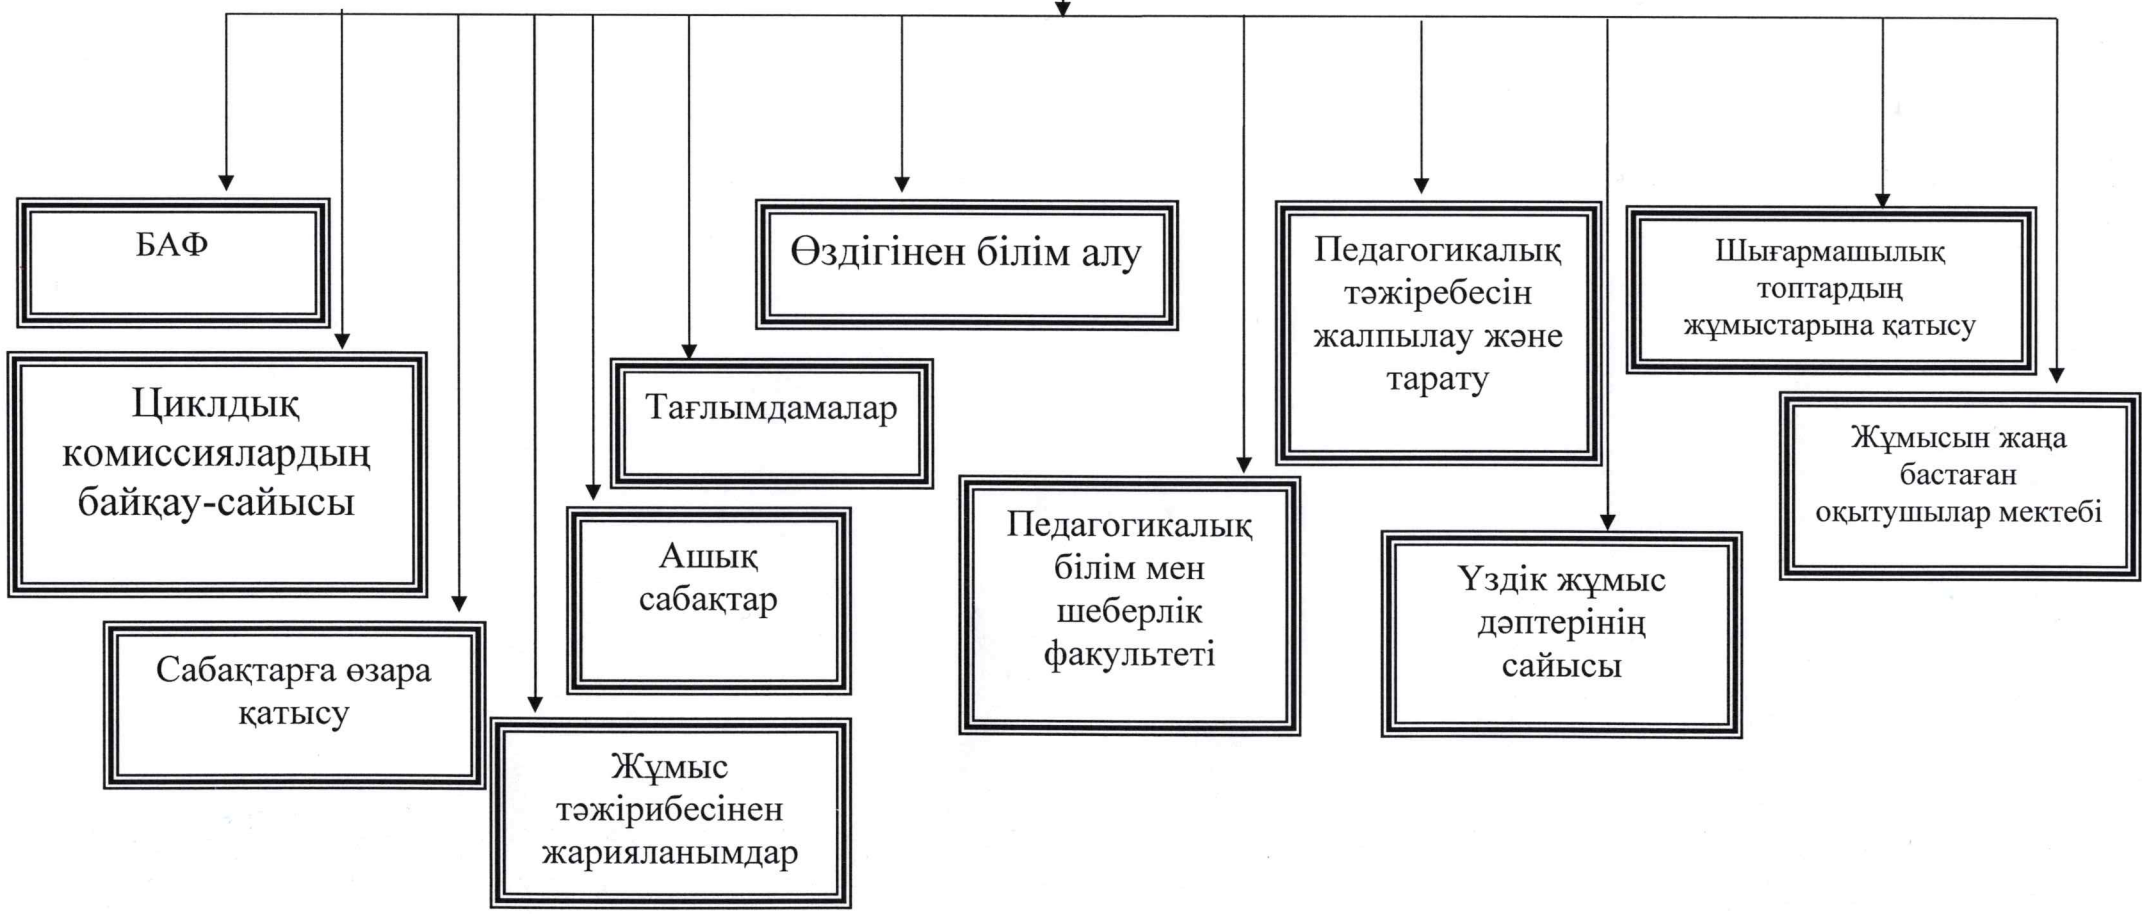 БАФ
Өздігінен білім алу
Педагогикалық
тәжіребесін
жалпылау және
тарату
Шығармашылық
топтардың
жұмыстарына қатысу
Циклдық
комиссиялардың
байқау-сайысы
Тағлымдамалар
Жұмысын жаңа
бастаған
оқытушылар мектебі
Ашық
сабақтар
Педагогикалық
білім мен
шеберлік
факультеті
Үздік жұмыс
дәптерінің
сайысы
Сабақтарға өзара
қатысу
Жұмыс
тәжірибесінен
жарияланымдар